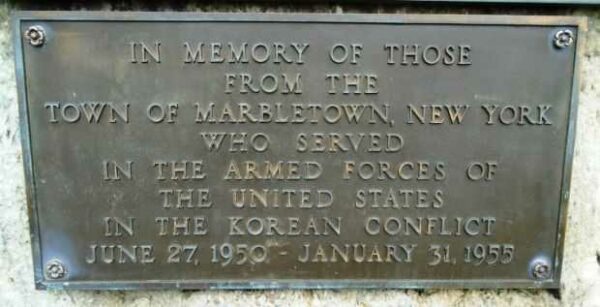 IN MEMORY OF THOSE
FROM THE
TOWN OF MARBLETOWN, NEW YORK
WHO SERVED
IN THE ARMED FORCES OF
THE UNITED STATES
IN THE KOREAN CONFLICT
JUNE 27, 1950 - JANUARY 31, 1955